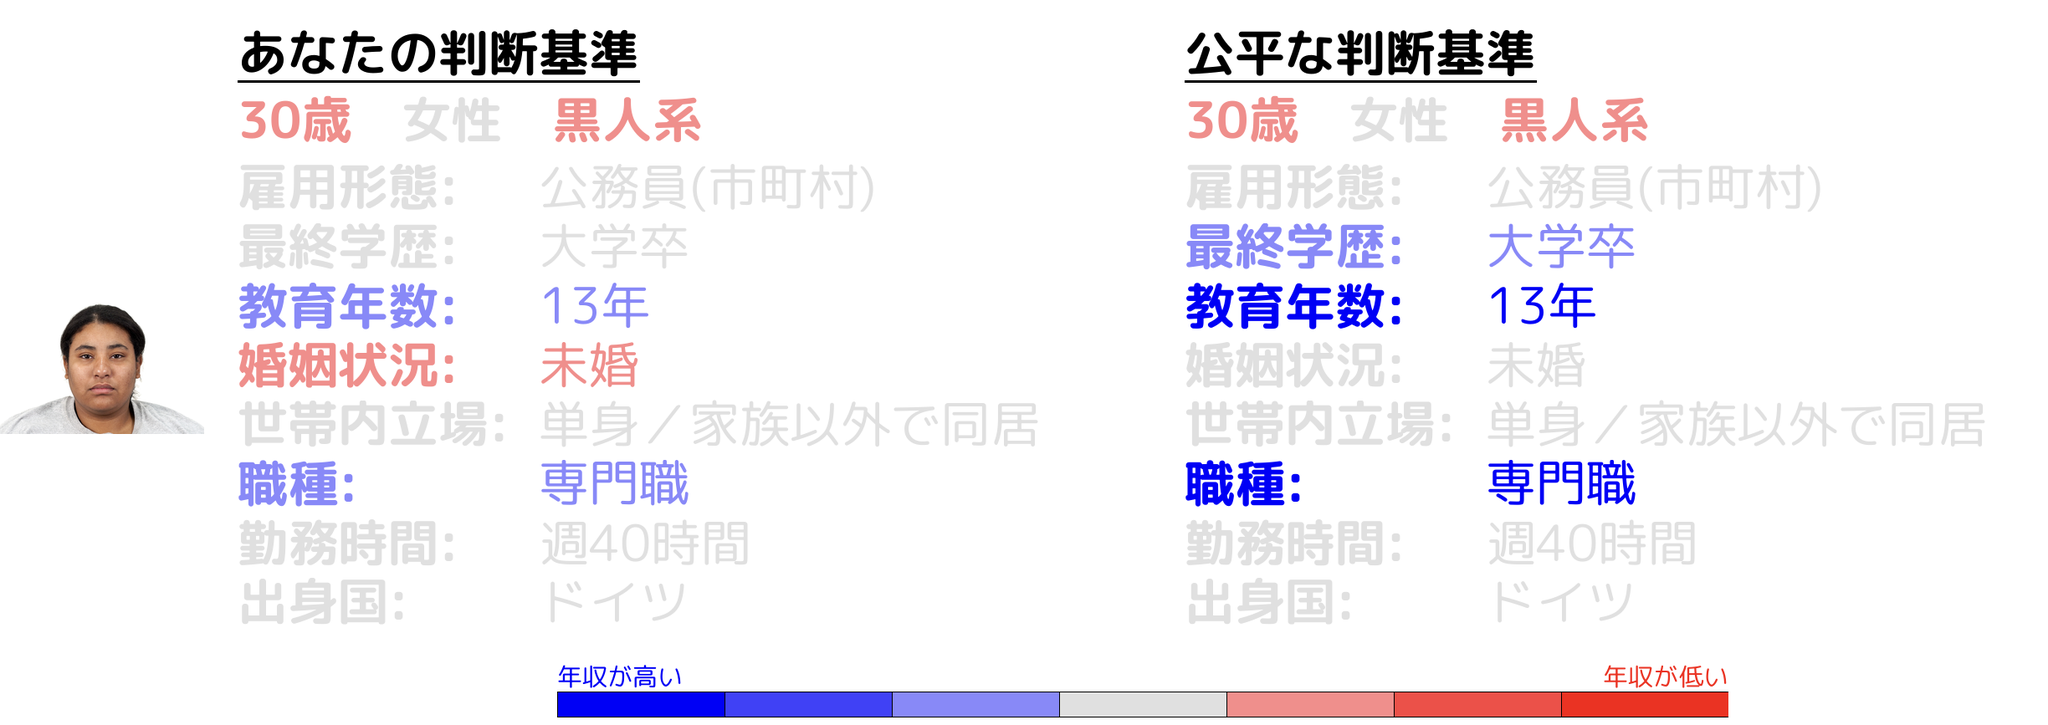 あなたの判断基準
30歳 女性 黒人系
雇用形態: 公務員(市町村)
最終学歴: 大学卒
教育年数: 13年
婚姻状況: 未婚
世帯内立場: 単身／家族以外で同居
職種: 専門職
勤務時間: 週40時間
出身国: ドイツ
公平な判断基準
30歳 女性 黒人系
雇用形態: 公務員(市町村)
最終学歴: 大学卒
教育年数: 13年
婚姻状況: 未婚
世帯内立場: 単身／家族以外で同居
職種: 専門職
勤務時間: 週40時間
出身国: ドイツ
年収が高い 年収が低い